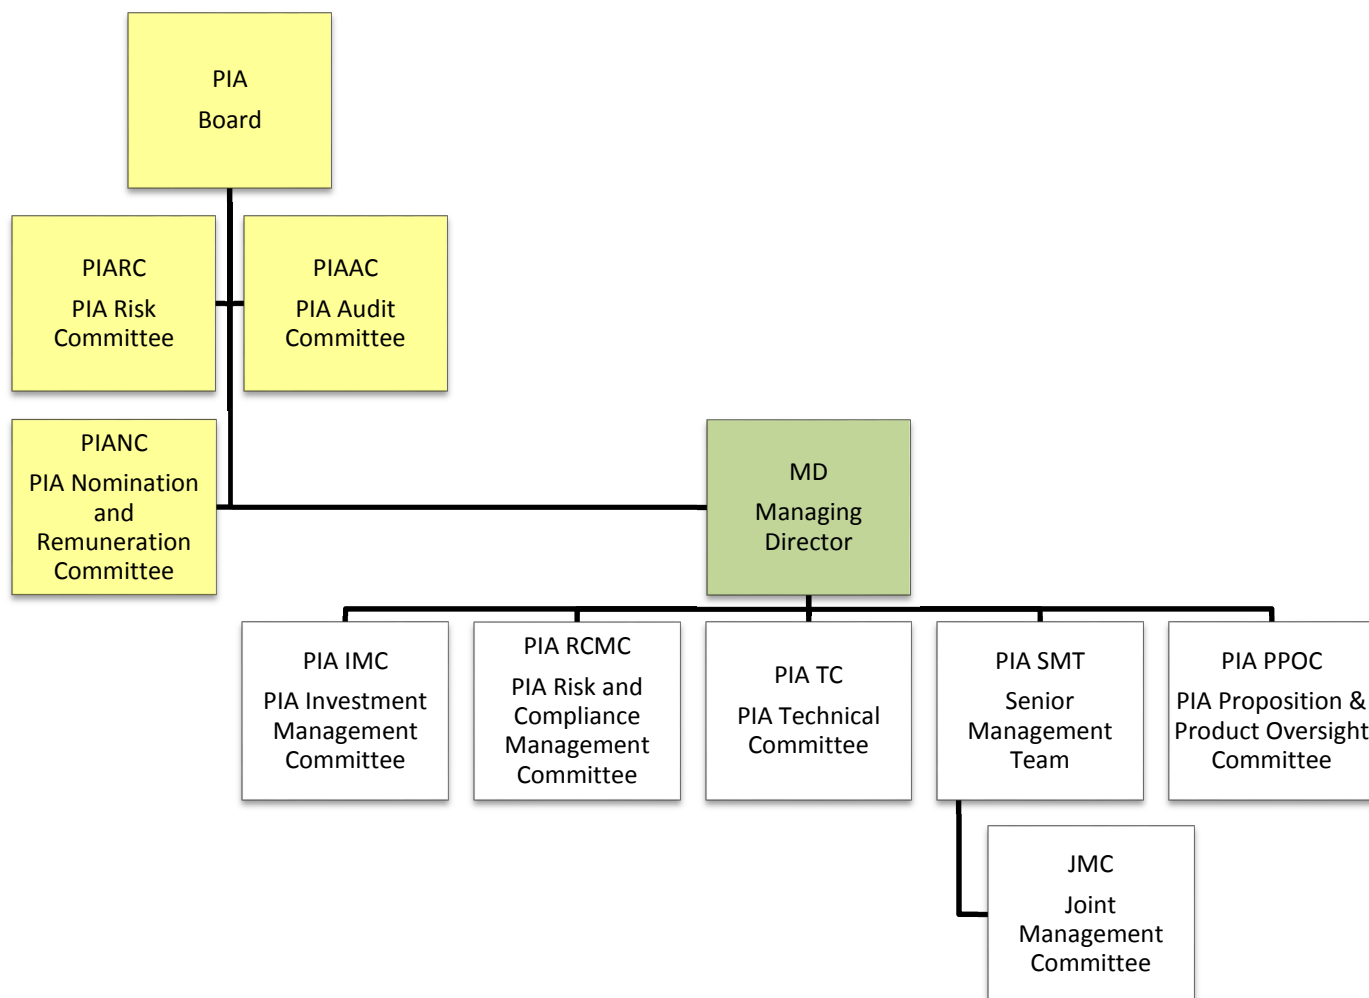 PIA
Board
PIARC
PIA Risk
Committee
PIAAC
PIA Audit
Committee
PIANC
PIA Nomination
and
Remuneration
Committee
MD
Managing
Director
PIA IMC
PIA Investment
Management
Committee
PIA RCMC
PIA Risk and
Compliance
Management
Committee
PIA TC
PIA Technical
Committee
PIA SMT
Senior
Management
Team
PIA PPOC
PIA Proposition &
Product Oversight
Committee
JMC
Joint
Management
Committee